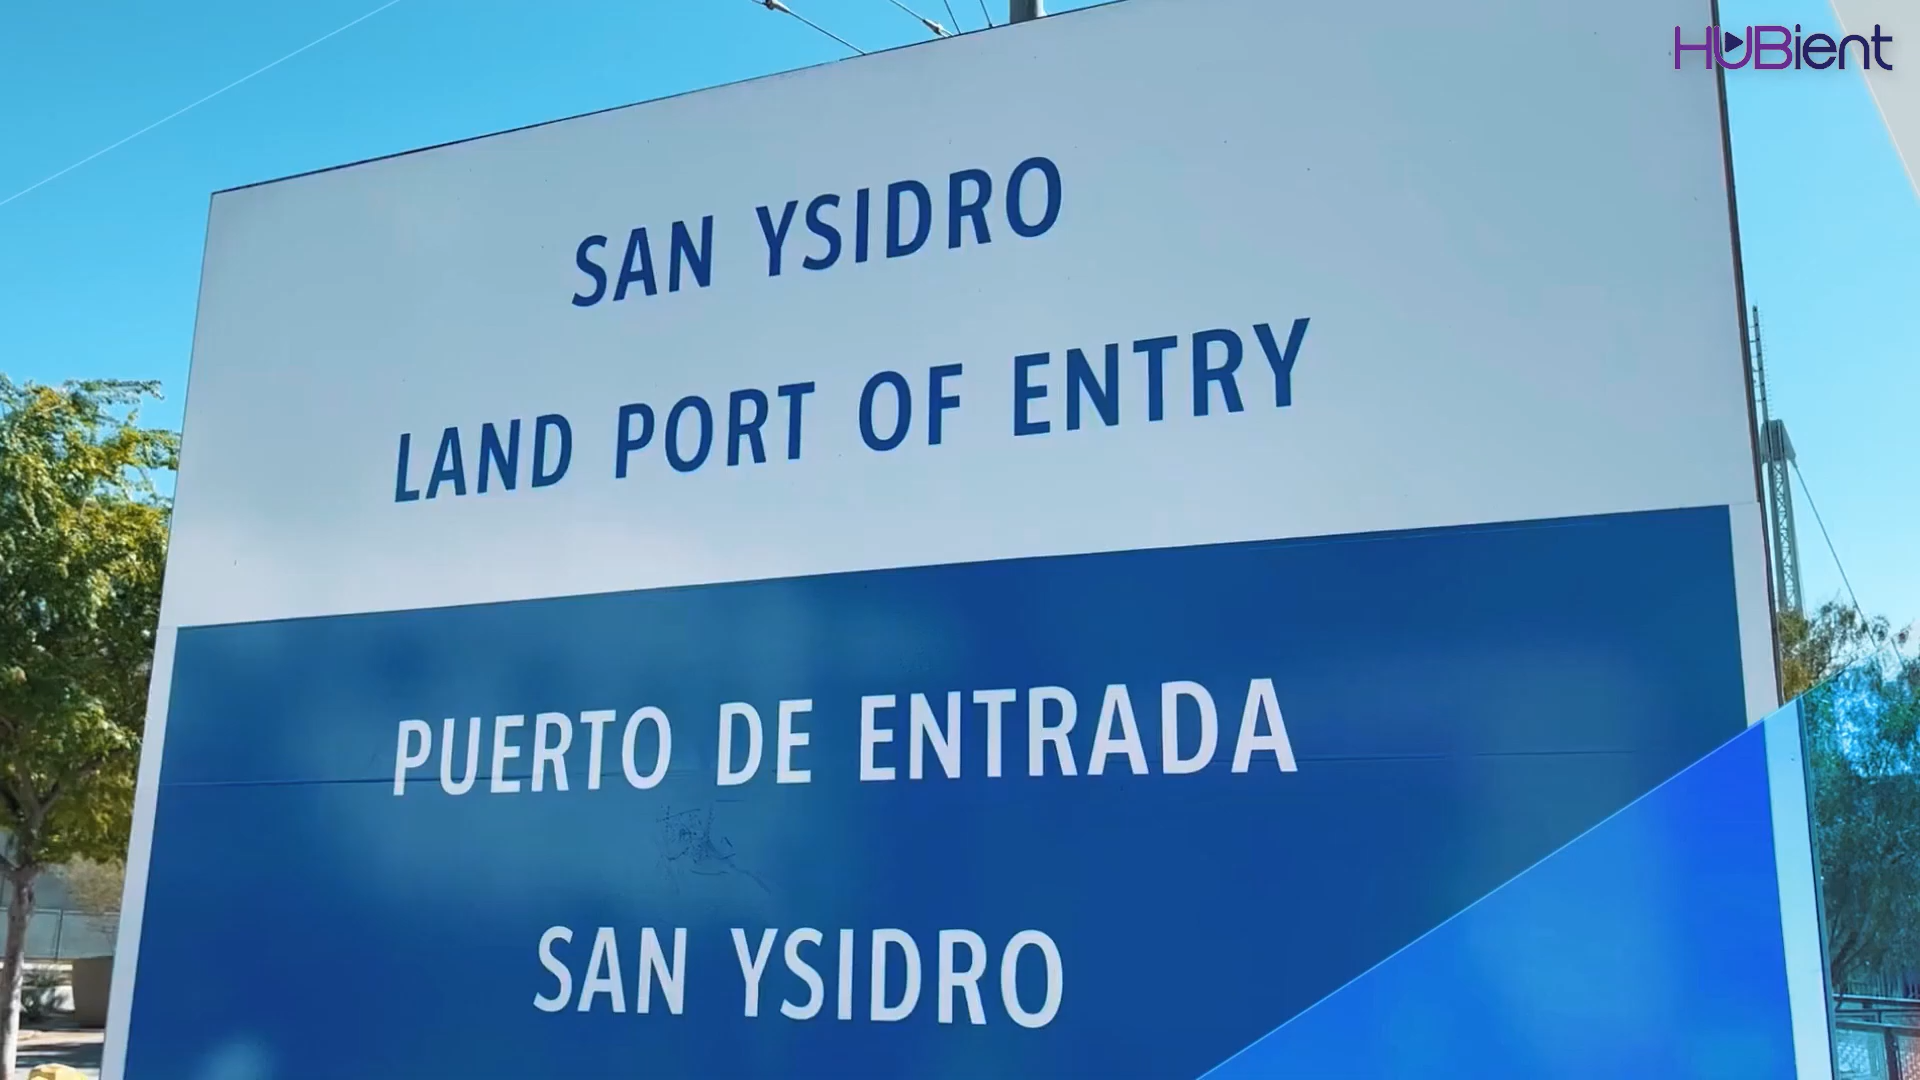 HUBient
SAN YSIDRO
LAND PORT OF ENTRY
PUERTO DE ENTRADA
SAN YSIDRO